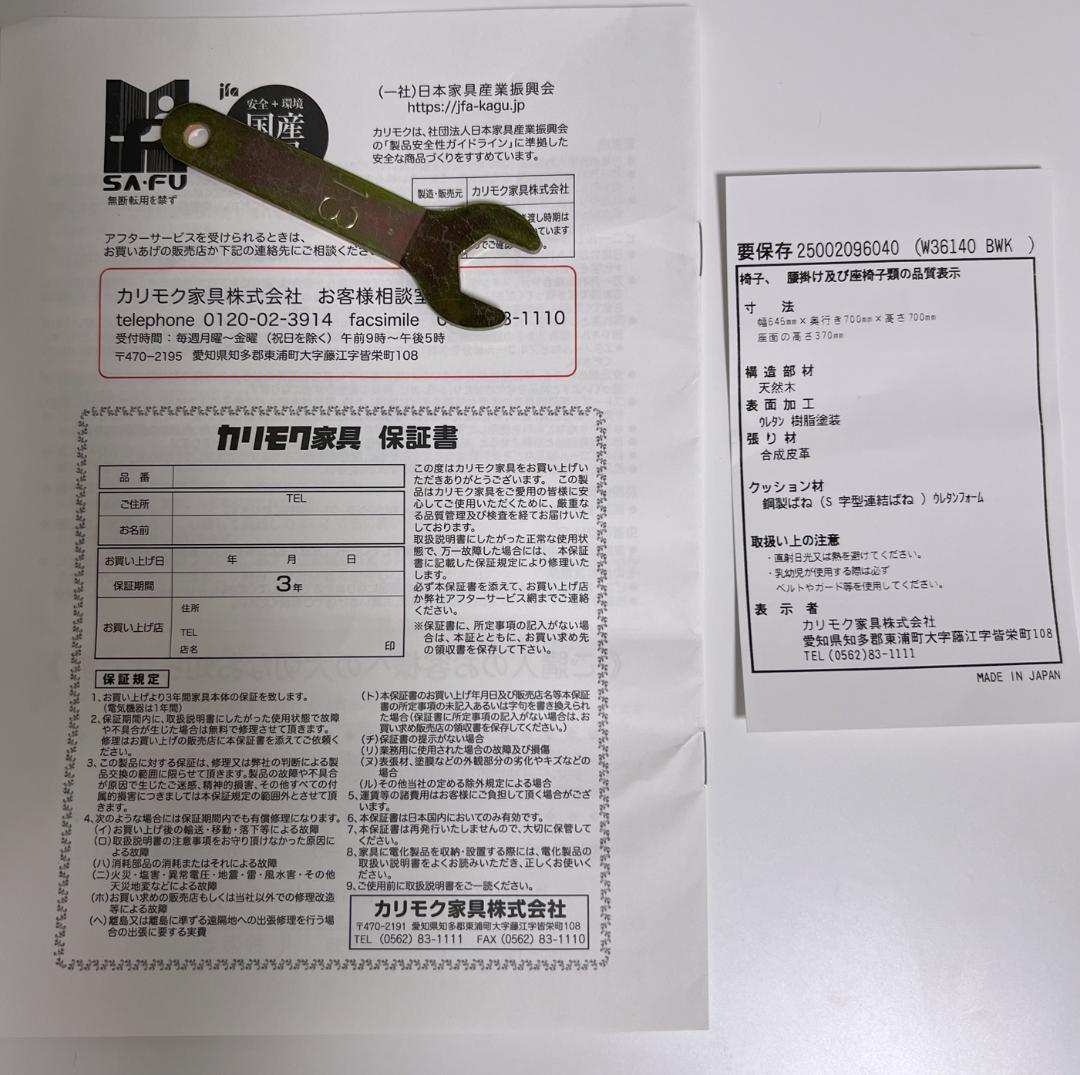 jfa
安全＋環境
国産
SA・FU
無断転用を禁ず
(一社)日本家具産業振興会
https://jfa-kagu.jp
カリモクは、社団法人日本家具産業振興会
の「製品安全性ガイドライン」に準拠した
安全な商品づくりをすすめています。
製造・販売元 カリモク家具株式会社
渡し時期は
ています
でご確認
アフターサービスを受けられるときは、
お買いあげの販売店か下記の連絡先にご相談くださ
カリモク家具株式会社 お客様相談室
telephone 0120-02-3914 facsimile 3-1110
受付時間：毎週月曜～金曜（祝日を除く）午前9時～午後5時
〒470-2195 愛知県知多郡東浦町大字藤江字皆栄町108
13
カリモク家具 保証書
品番
ご住所 TEL
お名前
お買い上げ日 年 月 日
保証期間 3年
お買い上げ店 住所
TEL
店名 印
この度はカリモク家具をお買い上げい
ただきありがとうございます。この製
品はカリモク家具をご愛用の皆様に安
心してご使用いただくために、厳重な
る品質管理及び検査を経てお届けいた
しております。
取扱説明書にしたがった正常な使用状
態で、万一故障した場合には、本保証
書に記載した保証規定により修理いた
します。
必ず本保証書を添えて、お買い上げ店
か弊社アフターサービス網までご連絡
ください。
※保証書に、所定事項の記入がない場
合は、本証とともに、お買い求め先
の領収書を保存して下さい。
保証規定
1、お買い上げより3年間家具本体の保証を致します。
(電気機器は1年間)
2、保証期間内に、取扱説明書にしたがった使用状態で故障
や不具合が生じた場合は無料で修理させて頂きます。
修理はお買い上げの販売店に本保証書を添えてご依頼く
ださい。
3、この製品に対する保証は、修理又は弊社の判断による製
品交換の範囲に限らせて頂きます。製品の故障や不具合
が原因で生じたご迷惑、精神的損害、その他すべての付
属的損害につきましては本保証規定の範囲外とさせて頂
きます。
4、次のような場合には保証期間内でも有償修理になります。
(イ)お買い上げ後の輸送・移動・落下等による故障
(ロ)取扱説明書の注意事項をお守り頂けなかった原因に
よる故障
(ハ)消耗部品の消耗またはそれによる故障
(ニ)火災・塩害・異常電圧・地震・雷・風水害・その他
天災地変などによる故障
(ホ)お買い求めの販売店もしくは当社以外での修理改造
等による故障
(ヘ)離島又は離島に準ずる遠隔地への出張修理を行う場
合の出張に要する実費
(ト)本保証書のお買い上げ年月日及び販売店名等本保証
書の所定事項の未記入あるいは字句を書き換えられ
た場合(保証書に所定事項の記入がない場合は、お
買い求め販売店の領収書を保存してください。)
(チ)保証書の提示がない場合
(リ)業務用に使用された場合の故障及び損傷
(ヌ)表張材、塗膜などの外観部分の劣化やキズなどの
場合
(ル)その他当社の定める除外規定による場合
5、運賃等の諸費用はお客様にご負担して頂く場合がござ
います。
6、本保証書は日本国内においてのみ有効です。
7、本保証書は再発行いたしませんので、大切に保管して
ください。
8、家具に電化製品を収納・設置する際には、電化製品の
取扱い説明書をよくお読みいただき、正しくお使いく
ださい。
9、ご使用前に取扱説明書をご一読ください。
カリモク家具株式会社
〒470-2191 愛知県知多郡東浦町大字藤江字皆栄町108
TEL (0562) 83-1111 FAX (0562) 83-1110
要保存 25002096040 (W36140 BWK )
椅子、腰掛け及び座椅子類の品質表示
寸法
幅645mm×奥行き700mm×高さ700mm
座面の高さ370mm
構造部材
天然木
表面加工
ウレタン樹脂塗装
張り材
合成皮革
クッション材
鋼製ばね（S字型連結ばね）ウレタンフォーム
取扱い上の注意
・直射日光又は熱を避けてください。
・乳幼児が使用する際は必ず
ベルトやガード等を使用してください。
表示者
カリモク家具株式会社
愛知県知多郡東浦町大字藤江字皆栄町108
TEL (0562)83-1111
MADE IN JAPAN